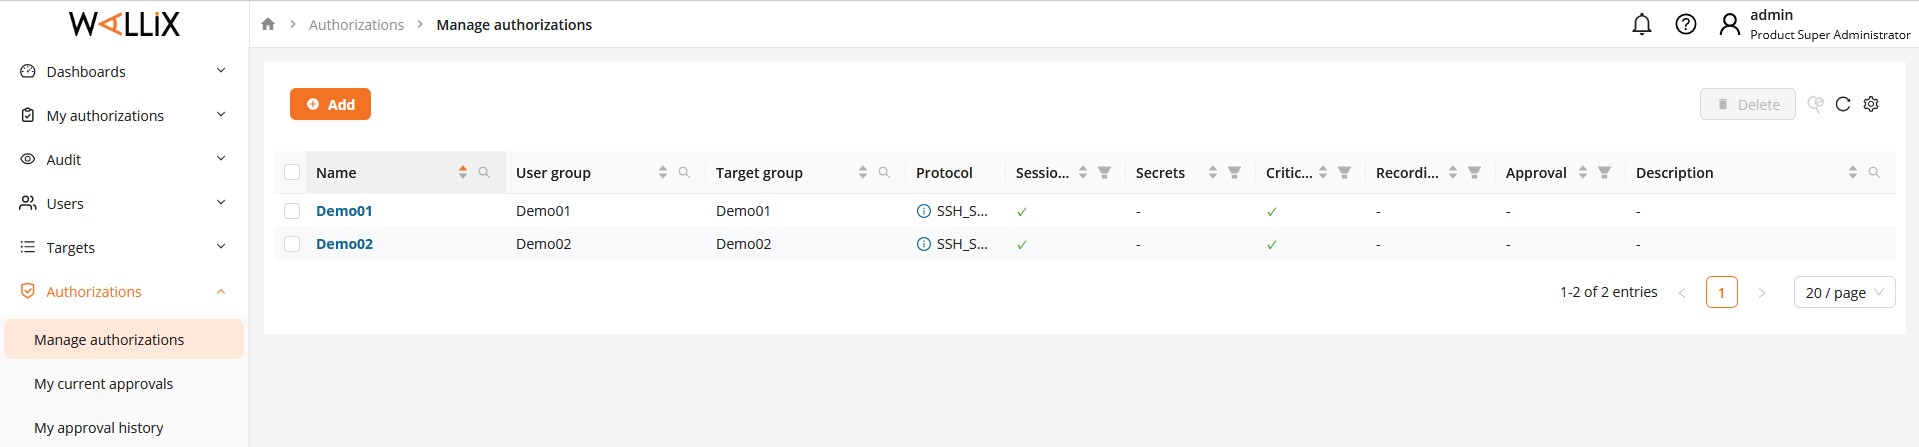 WALLIX
Authorizations
Manage authorizations
admin
Product Super Administrator
Dashboards
My authorizations
Audit
Users
Targets
Authorizations
Manage authorizations
My current approvals
My approval history
Add
Delete
Name User group Target group Protocol Sessio... Secrets Critic... Recordi... Approval Description
Demo01 Demo01 Demo01 SSH_S... ✓ - ✓ - - -
Demo02 Demo02 Demo02 SSH_S... ✓ - ✓ - - -
1-2 of 2 entries 1 20 / page